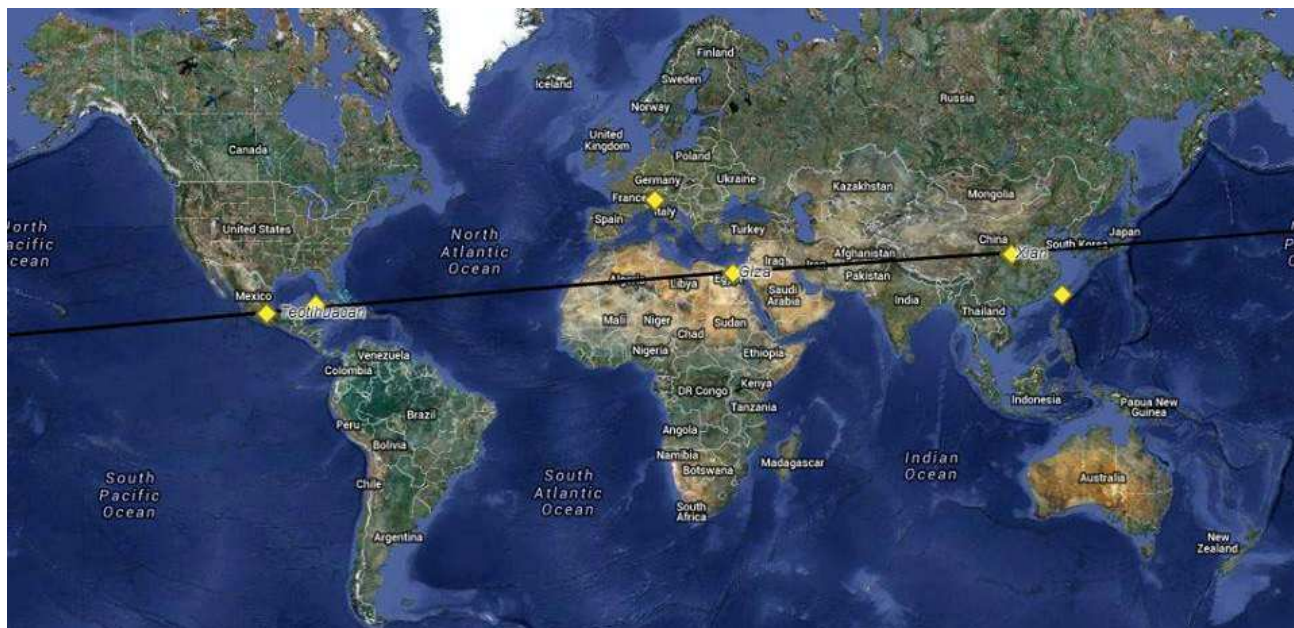 Finland
Iceland
Sweden
Norway
Russia
United
Kingdom
Canada
Poland
Germany
Ukraine
Kazakhstan
Mongolia
France
Italy
Spain
Turkey
United States
North
Atlantic
Ocean
China
South Korea
Japan
Xian
Afghanistan
Iraq
Iran
Pakistan
Algeria
Libya
Egypt
Giza
Saudi
Arabia
India
Mexico
Teotihuacan
Mali
Niger
Chad
Sudan
Thailand
Nigeria
Ethiopia
Venezuela
Colombia
DR Congo
Kenya
Tanzania
Indonesia
Papua New
Guinea
Brazil
Peru
Bolivia
Angola
Namibia
Botswana
Madagascar
Indian
Ocean
South
Pacific
Ocean
Chile
South
Atlantic
Ocean
South
Africa
Australia
Argentina
New
Zealand